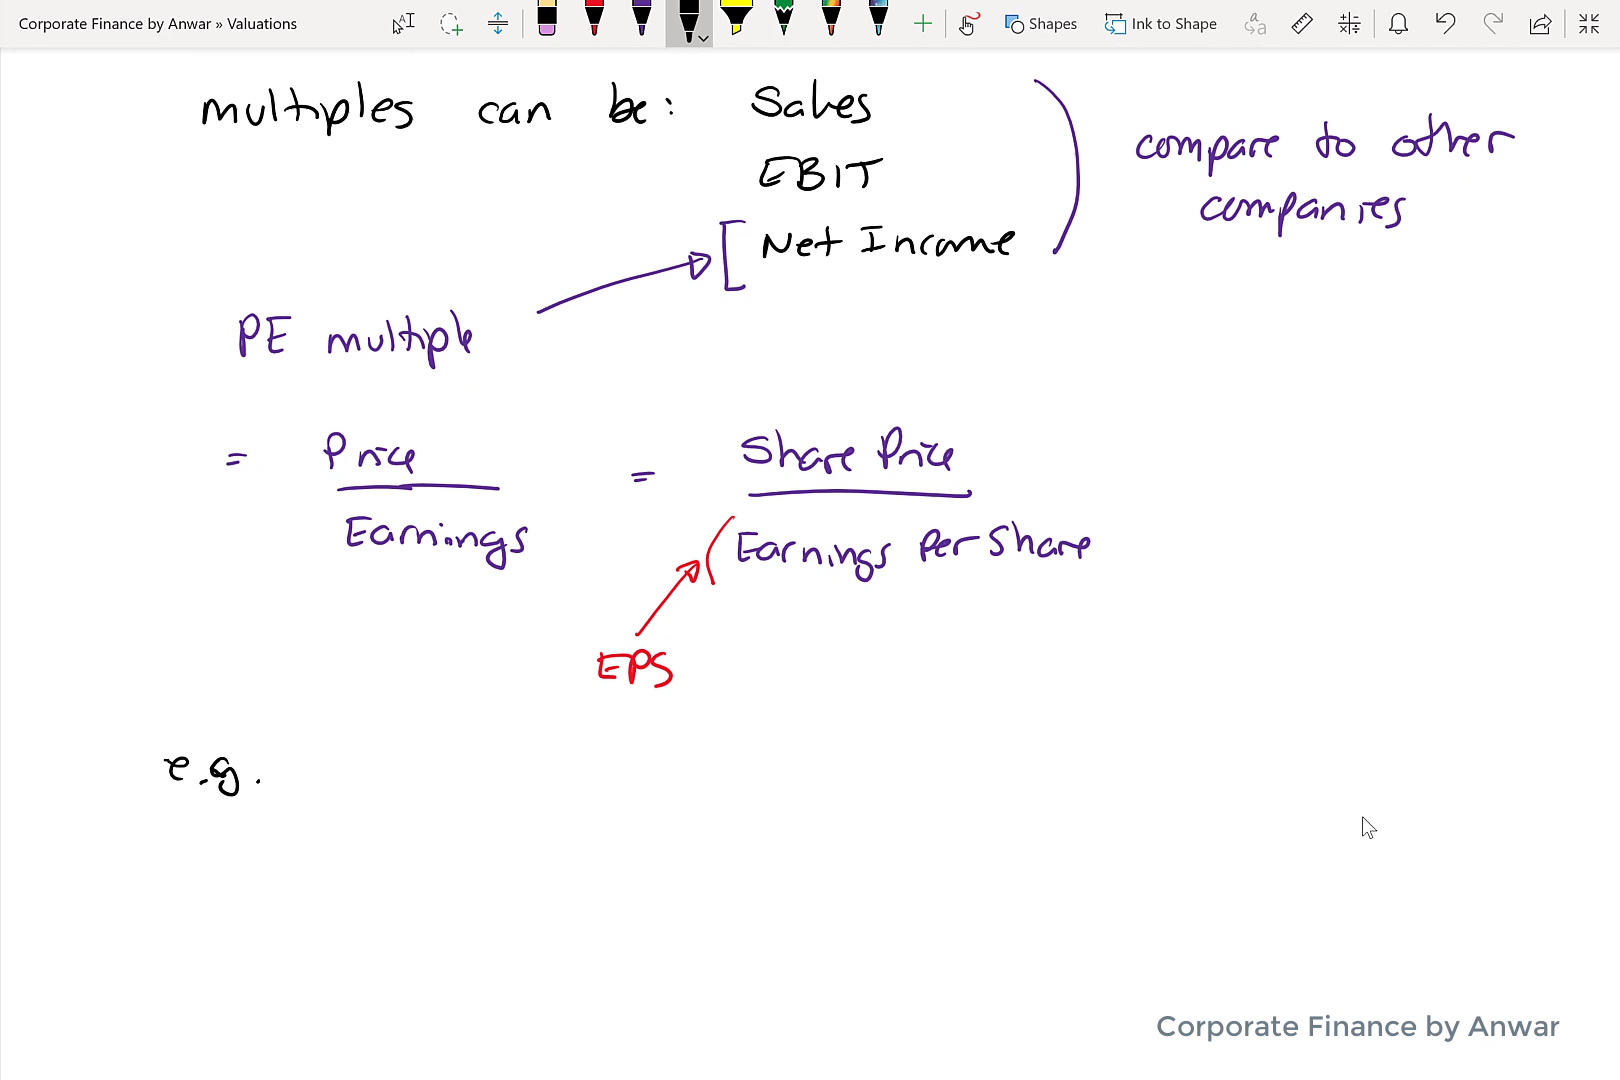 Corporate Finance by Anwar » Valuations
Shapes
Ink to Shape
multiples can be: Sales
EBIT
Net Income
compare to other
companies
PE multiple
= Price = Share Price
Earnings Earnings Per Share
EPS
e.g.
Corporate Finance by Anwar